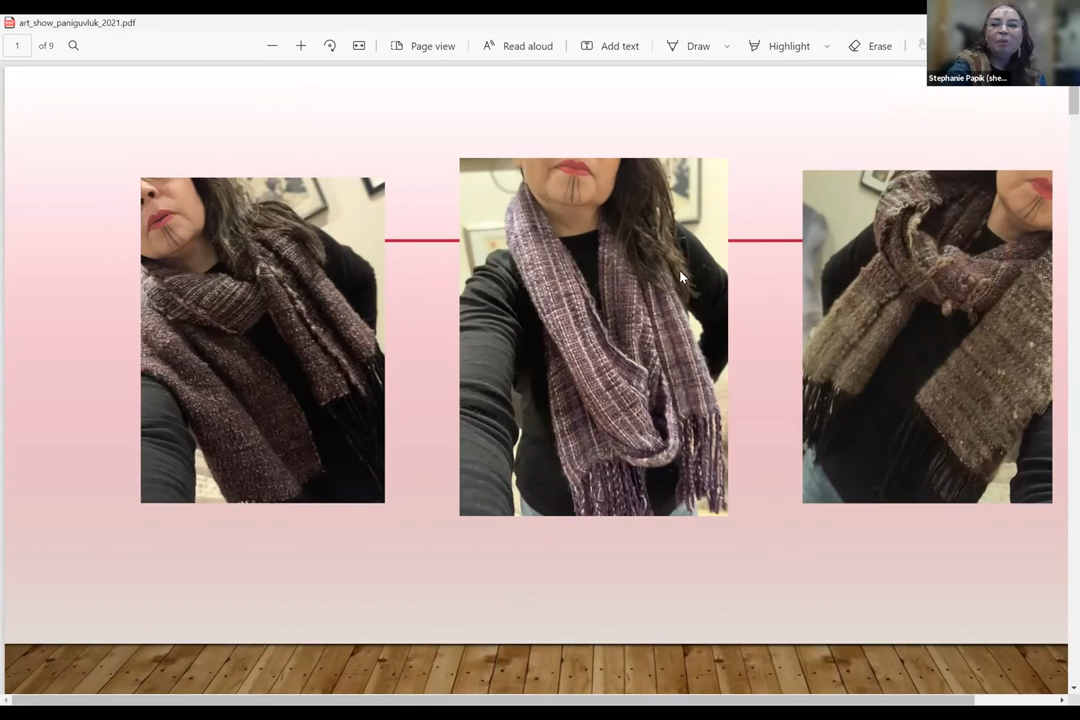 art_show_paniguvluk_2021.pdf
1 of 9
Page view
Read aloud
Add text
Draw
Highlight
Erase
Stephanie Papik (she...